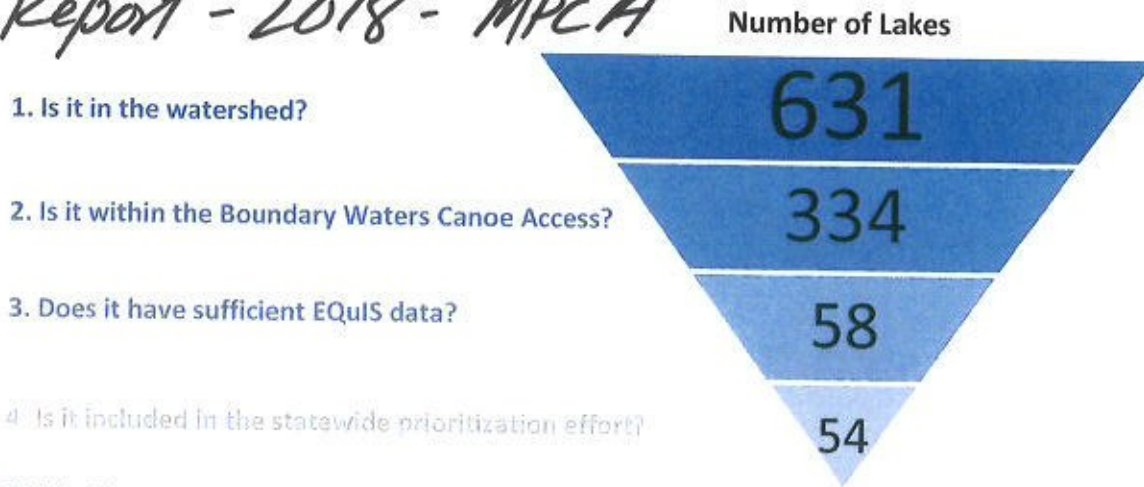 Report - 2018 - MPCA
Number of Lakes
1. Is it in the watershed?
631
2. Is it within the Boundary Waters Canoe Access?
334
3. Does it have sufficient EQuIS data?
58
4 Is it included in the statewide prioritization effort?
54